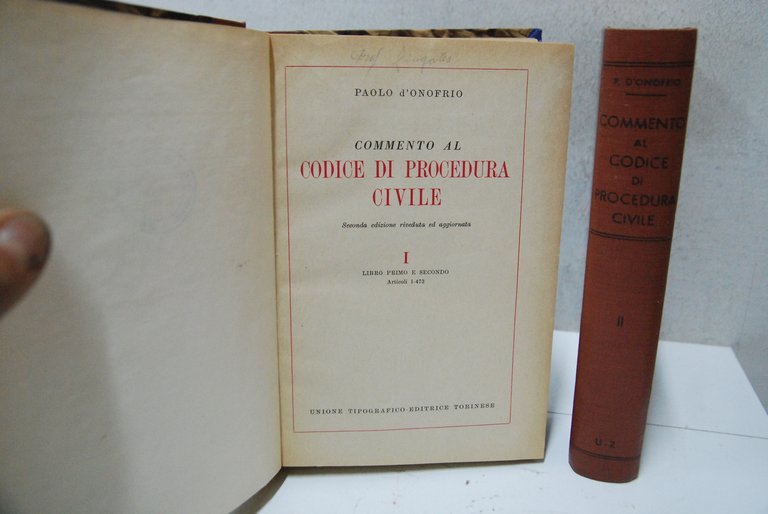 PAOLO d'ONOFRIO
COMMENTO AL
CODICE DI PROCEDURA
CIVILE
Seconda edizione riveduta ed aggiornata
I
LIBRO PRIMO E SECONDO
Articoli 1-473
UNIONE TIPOGRAFICO-EDITRICE TORINESE
P. D'ONOFRIO
COMMENTO
AL
CODICE
DI
PROCEDURA
CIVILE
II
U-2